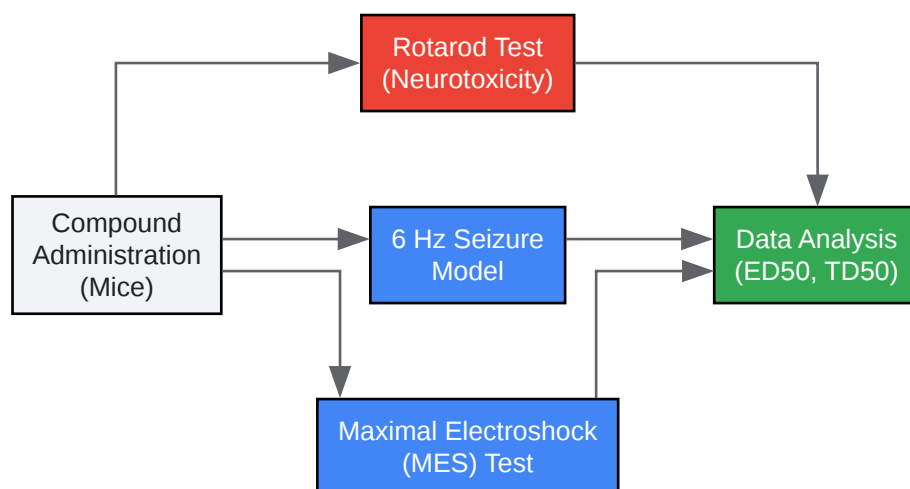 Rotarod Test
(Neurotoxicity)
Compound
Administration
(Mice)
6 Hz Seizure
Model
Data Analysis
(ED50, TD50)
Maximal Electroshock
(MES) Test